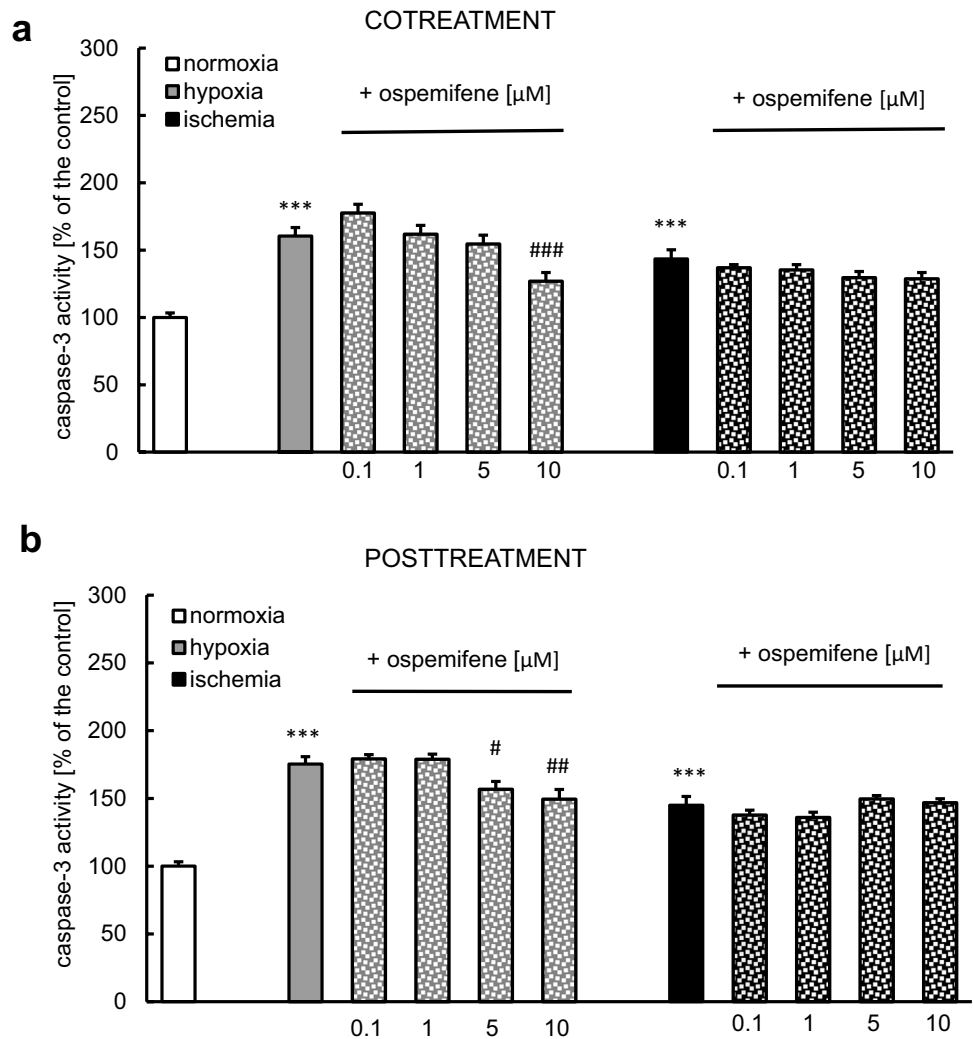 a
COTREATMENT
caspase-3 activity [% of the control]
300
250
200
150
100
50
0
normoxia
hypoxia
ischemia
+ ospemifene [μM]
+ ospemifene [μM]
***
###
***
0.1 1 5 10 0.1 1 5 10
b
POSTTREATMENT
caspase-3 activity [% of the control]
300
250
200
150
100
50
0
normoxia
hypoxia
ischemia
+ ospemifene [μM]
+ ospemifene [μM]
***
#
##
***
0.1 1 5 10 0.1 1 5 10